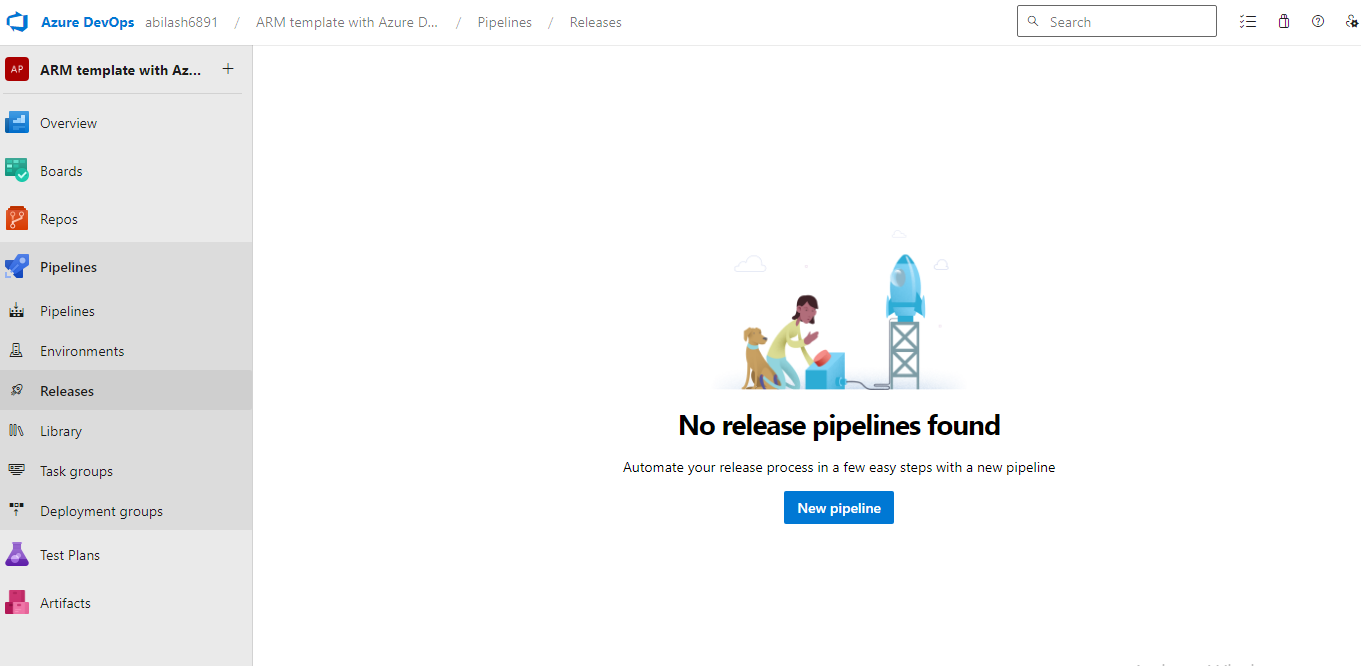 Azure DevOps abilash6891 / ARM template with Azure D... / Pipelines / Releases Search
AP ARM template with Az... +
Overview
Boards
Repos
Pipelines
Pipelines
Environments
Releases
Library
Task groups
Deployment groups
Test Plans
Artifacts
No release pipelines found
Automate your release process in a few easy steps with a new pipeline
New pipeline